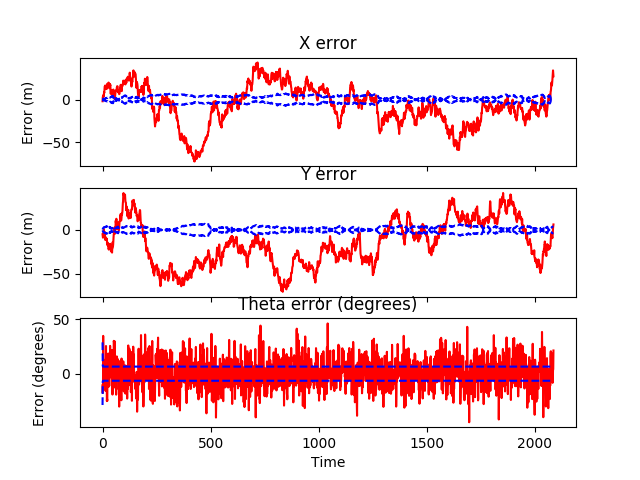 X error
Error (m)
0
−50
Y error
Error (m)
0
−50
Theta error (degrees)
Error (degrees)
50
0
0
500
1000
1500
2000
Time